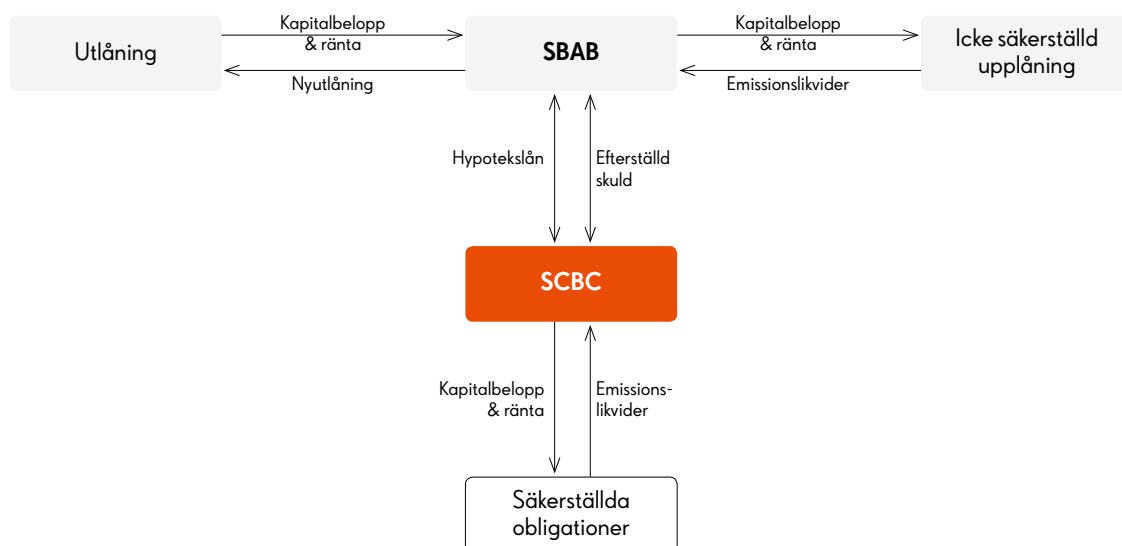 Kapitalbelopp
& ränta
Utlåning
Nyutlåning
SBAB
Kapitalbelopp
& ränta
Emissionslikvider
Icke säkerställd
upplåning
Hypotekslån
Efterställd
skuld
SCBC
Kapitalbelopp
& ränta
Emissions-
likvider
Säkerställda
obligationer